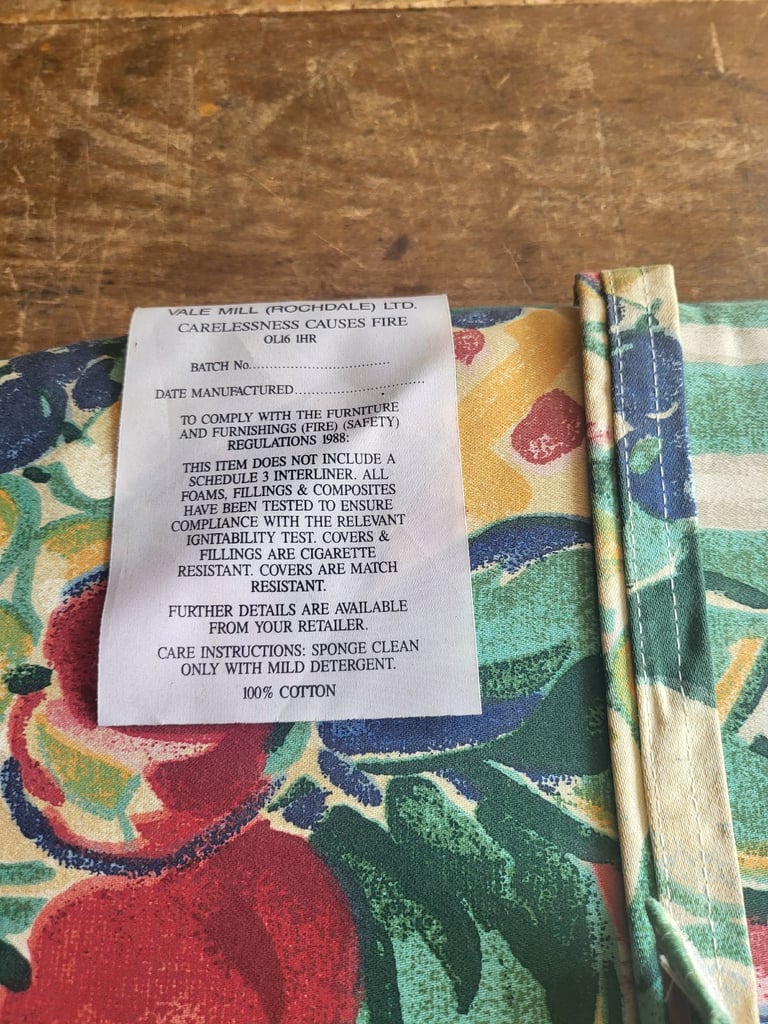 VALE MILL (ROCHDALE) LTD.
CARELESSNESS CAUSES FIRE
OL16 1HR
BATCH No..................................
DATE MANUFACTURED................................
TO COMPLY WITH THE FURNITURE
AND FURNISHINGS (FIRE) (SAFETY)
REGULATIONS 1988:
THIS ITEM DOES NOT INCLUDE A
SCHEDULE 3 INTERLINER. ALL
FOAMS, FILLINGS & COMPOSITES
HAVE BEEN TESTED TO ENSURE
COMPLIANCE WITH THE RELEVANT
IGNITABILITY TEST. COVERS &
FILLINGS ARE CIGARETTE
RESISTANT. COVERS ARE MATCH
RESISTANT.
FURTHER DETAILS ARE AVAILABLE
FROM YOUR RETAILER.
CARE INSTRUCTIONS: SPONGE CLEAN
ONLY WITH MILD DETERGENT.
100% COTTON